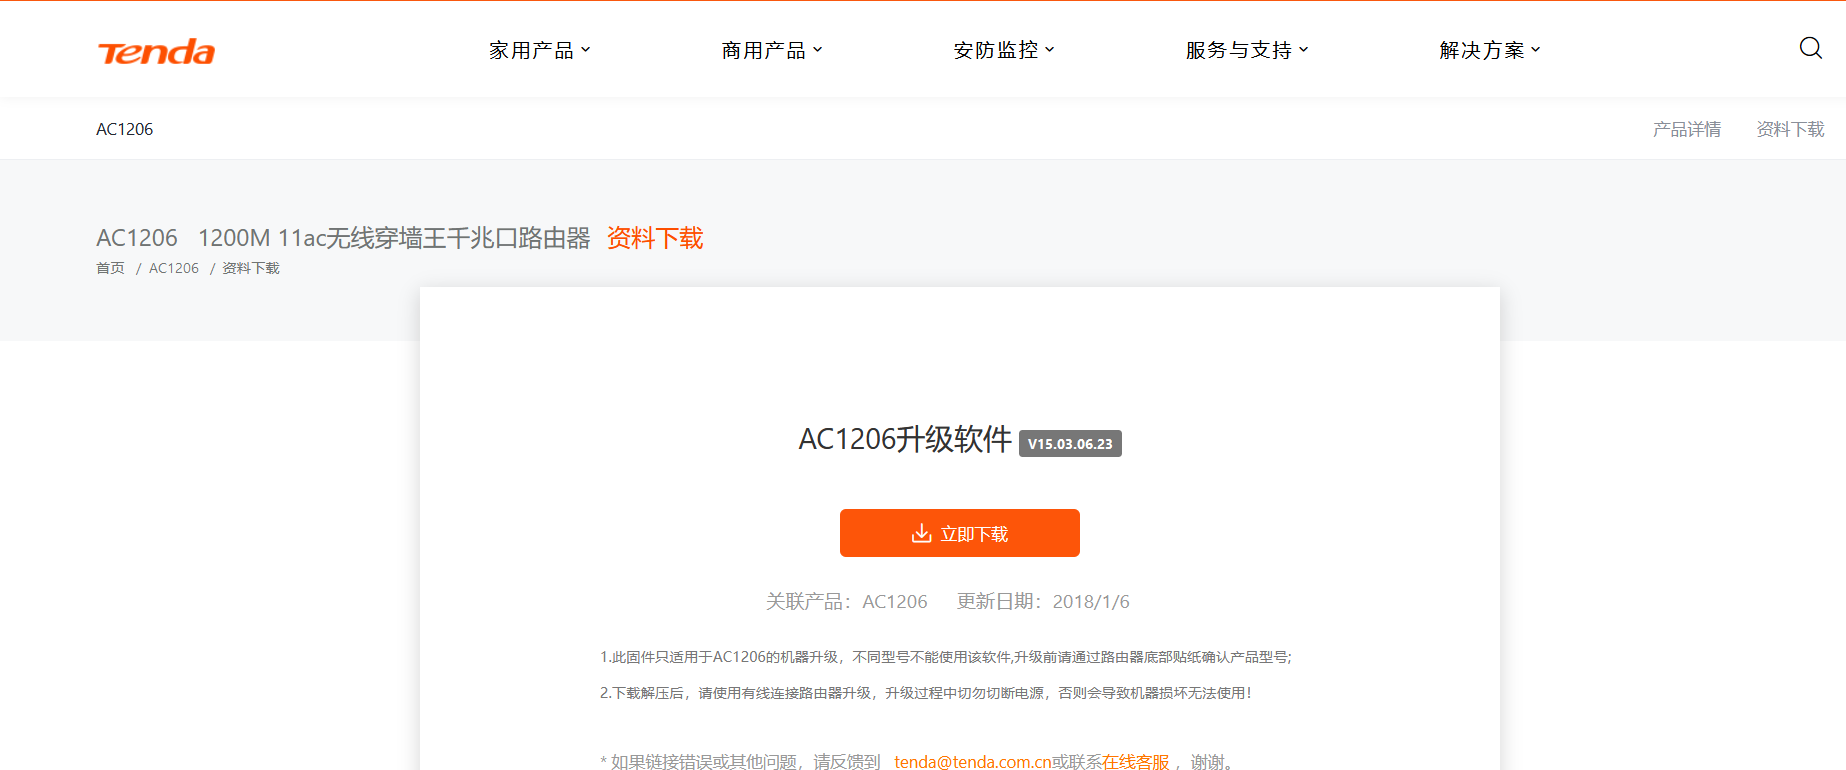 Tenda 家用产品 商用产品 安防监控 服务与支持 解决方案
AC1206 产品详情 资料下载
AC1206 1200M 11ac无线穿墙王千兆口路由器 资料下载
首页 / AC1206 / 资料下载
AC1206升级软件 V15.03.06.23
立即下载
关联产品：AC1206 更新日期：2018/1/6
1.此固件只适用于AC1206的机器升级，不同型号不能使用该软件,升级前请通过路由器底部贴纸确认产品型号;
2.下载解压后，请使用有线连接路由器升级，升级过程中切勿切断电源，否则会导致机器损坏无法使用！
* 如果链接错误或其他问题，请反馈到 tenda@tenda.com.cn或联系在线客服 ，谢谢。